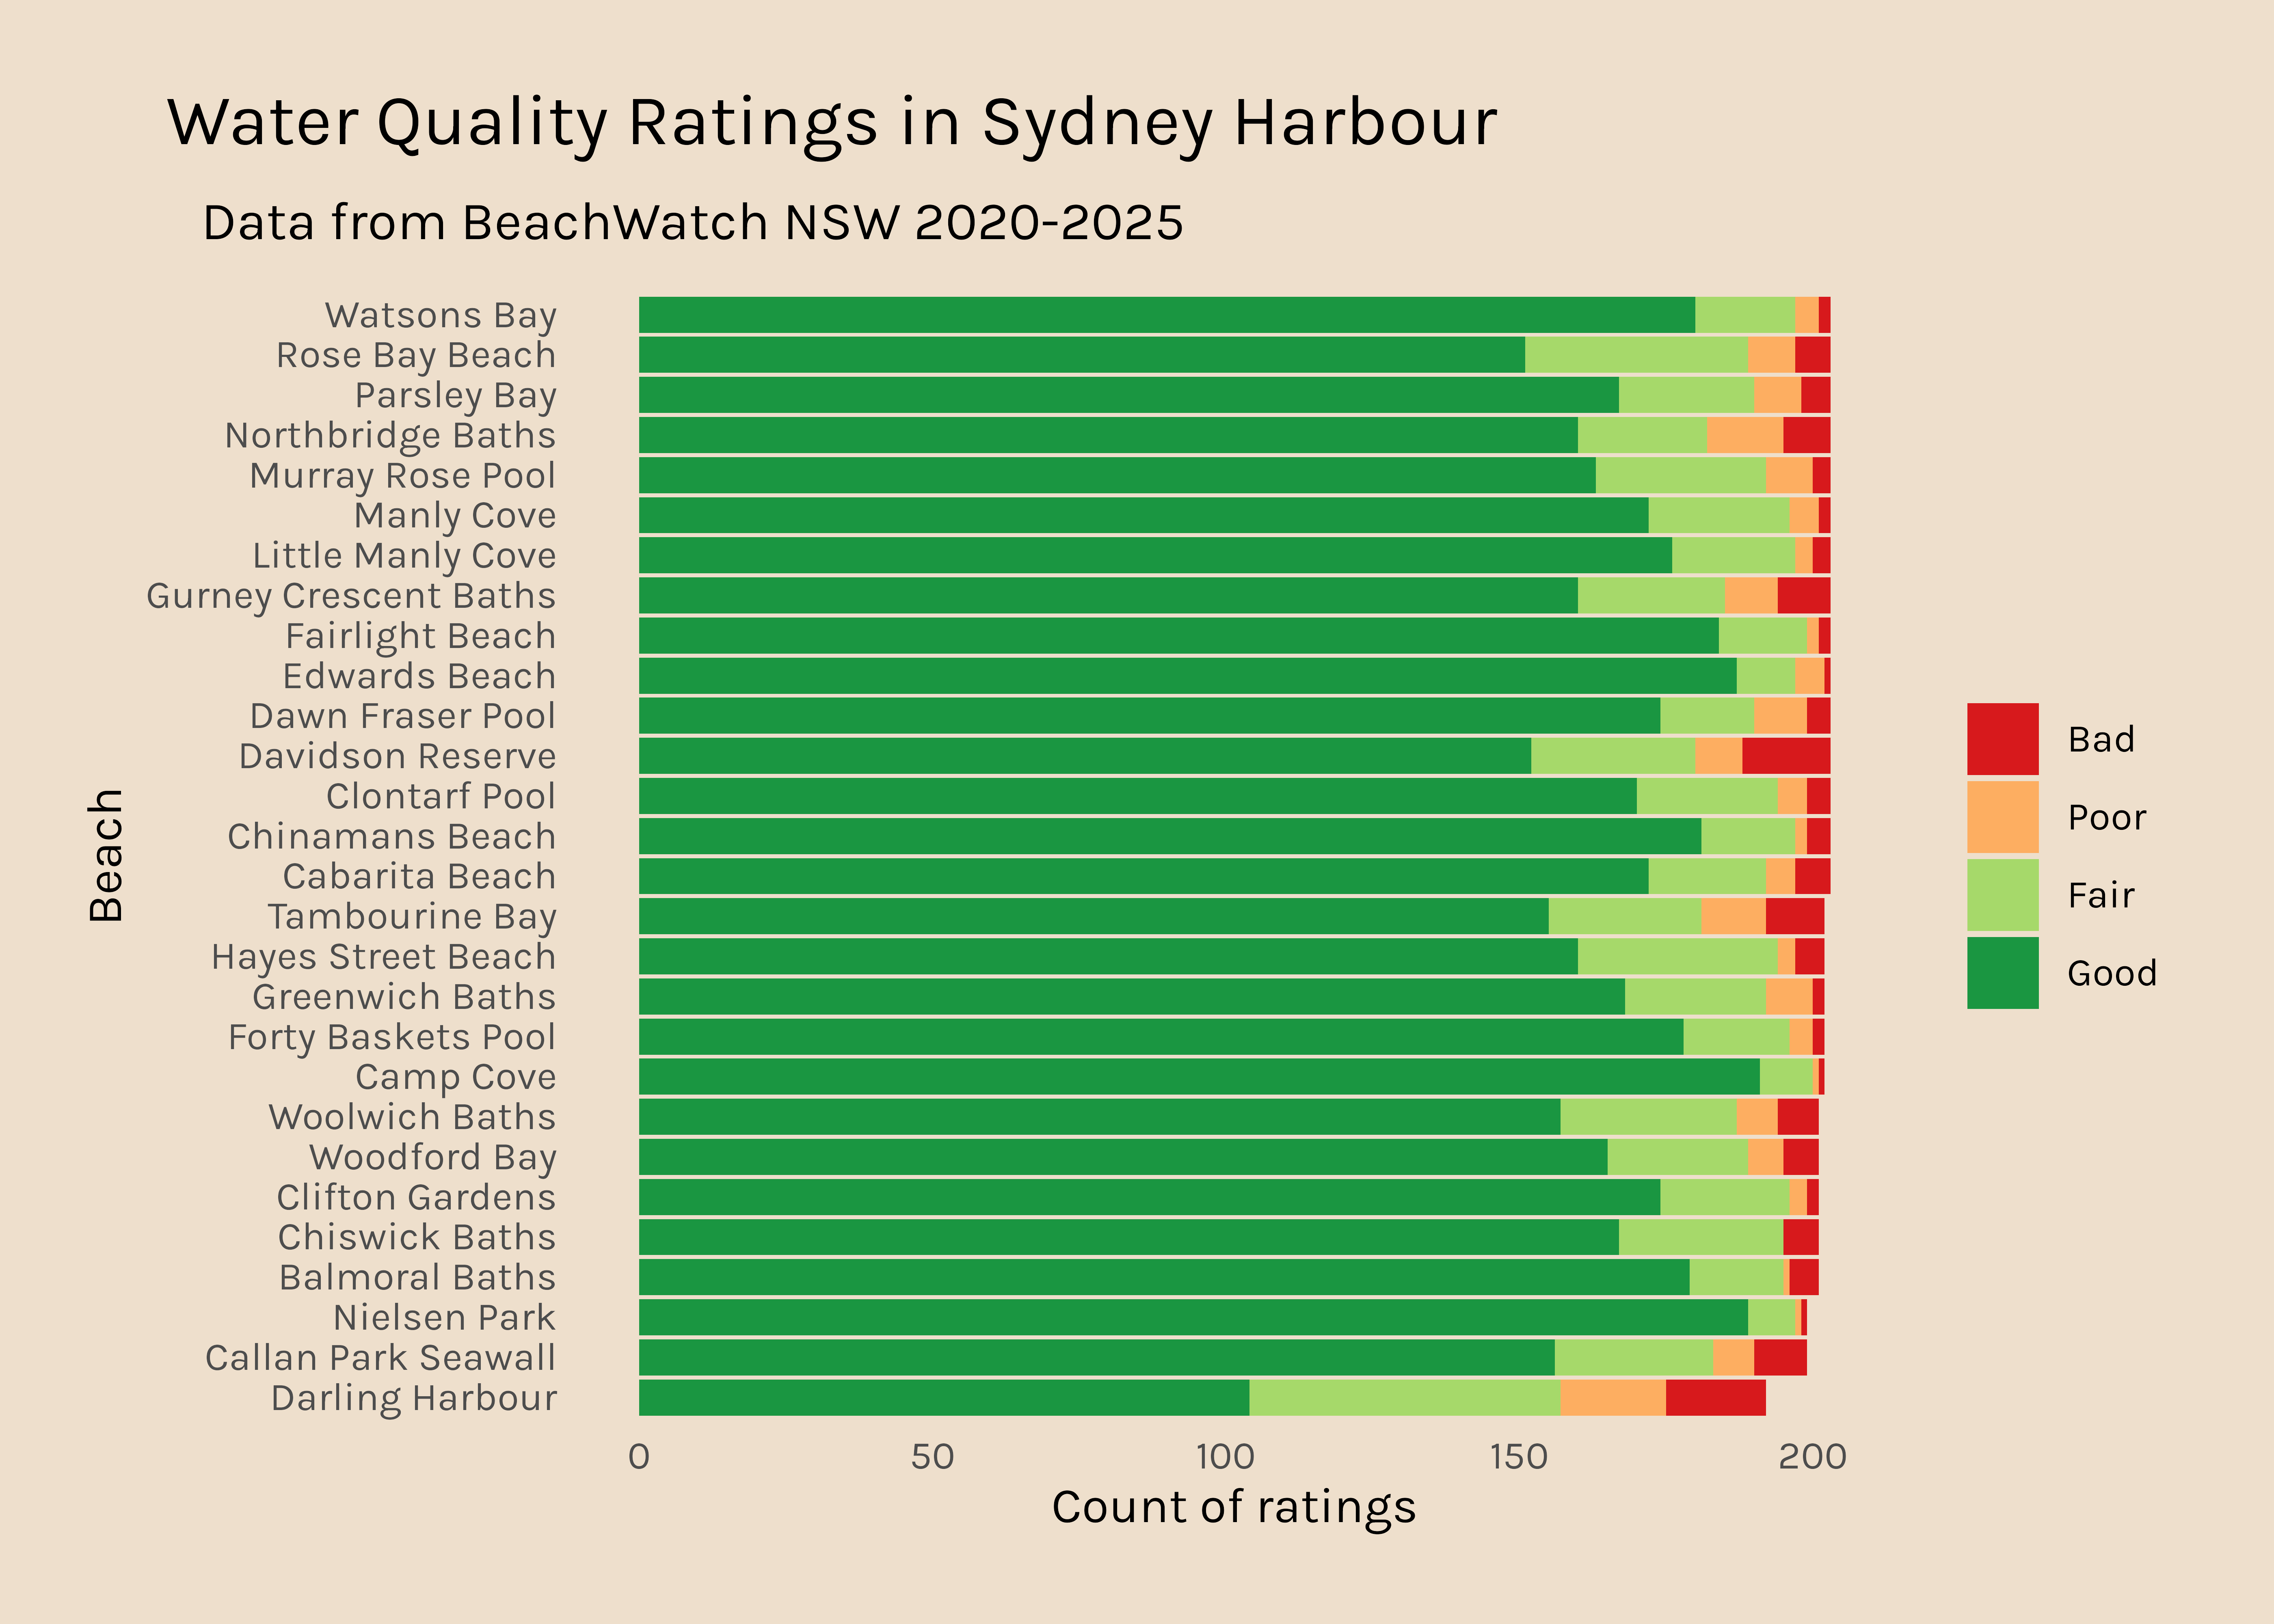 Water Quality Ratings in Sydney Harbour
Data from BeachWatch NSW 2020-2025
Beach
Watsons Bay
Rose Bay Beach
Parsley Bay
Northbridge Baths
Murray Rose Pool
Manly Cove
Little Manly Cove
Gurney Crescent Baths
Fairlight Beach
Edwards Beach
Dawn Fraser Pool
Davidson Reserve
Clontarf Pool
Chinamans Beach
Cabarita Beach
Tambourine Bay
Hayes Street Beach
Greenwich Baths
Forty Baskets Pool
Camp Cove
Woolwich Baths
Woodford Bay
Clifton Gardens
Chiswick Baths
Balmoral Baths
Nielsen Park
Callan Park Seawall
Darling Harbour
0 50 100 150 200
Count of ratings
Bad
Poor
Fair
Good